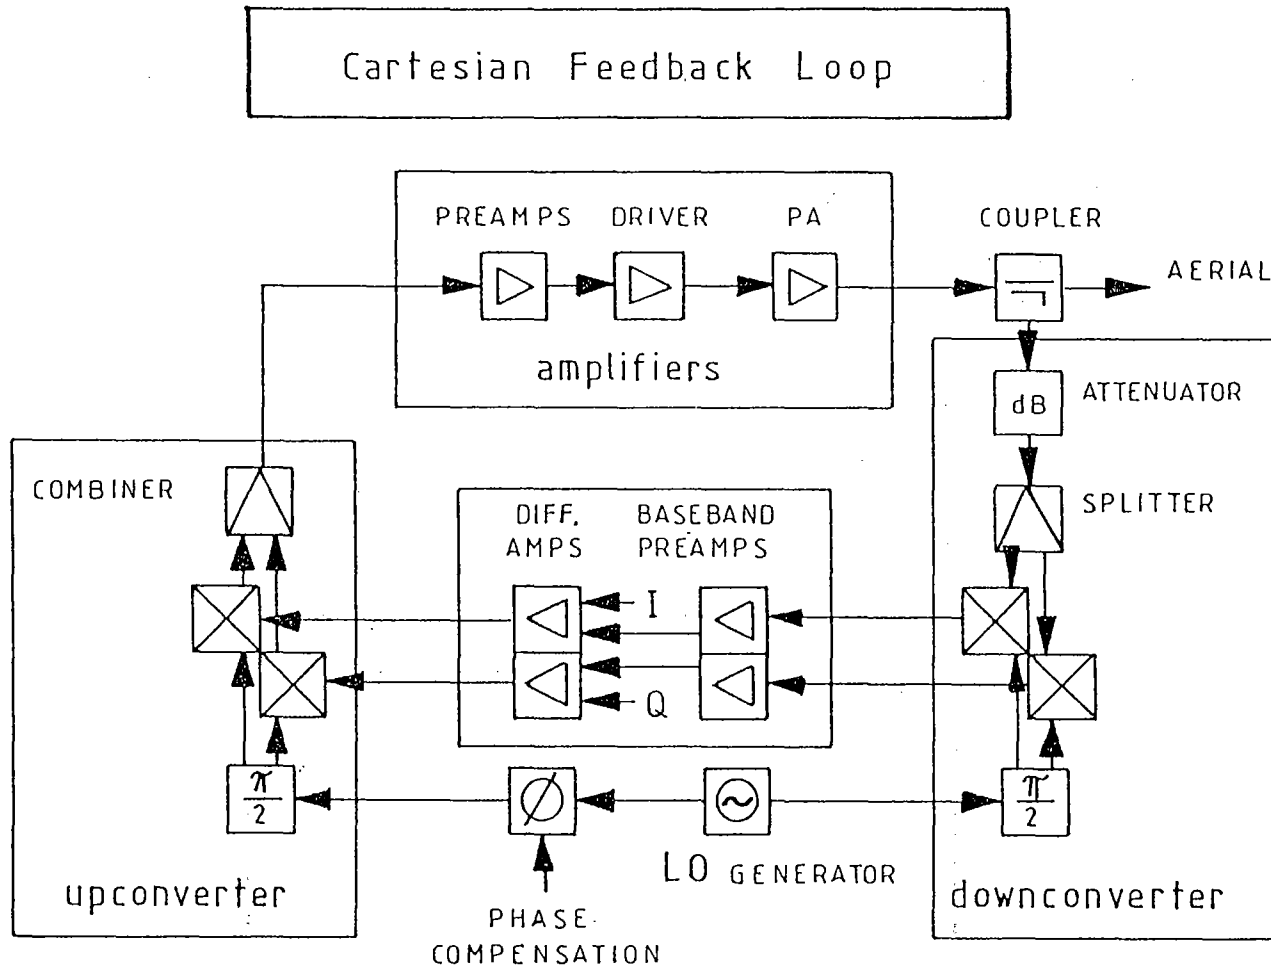 Cartesian Feedback Loop
PREAMPS
DRIVER
PA
COUPLER
AERIAL
amplifiers
dB
ATTENUATOR
COMBINER
SPLITTER
DIFF.
AMPS
BASEBAND
PREAMPS
I
Q
π
2
π
2
LO GENERATOR
upconverter
downconverter
PHASE
COMPENSATION